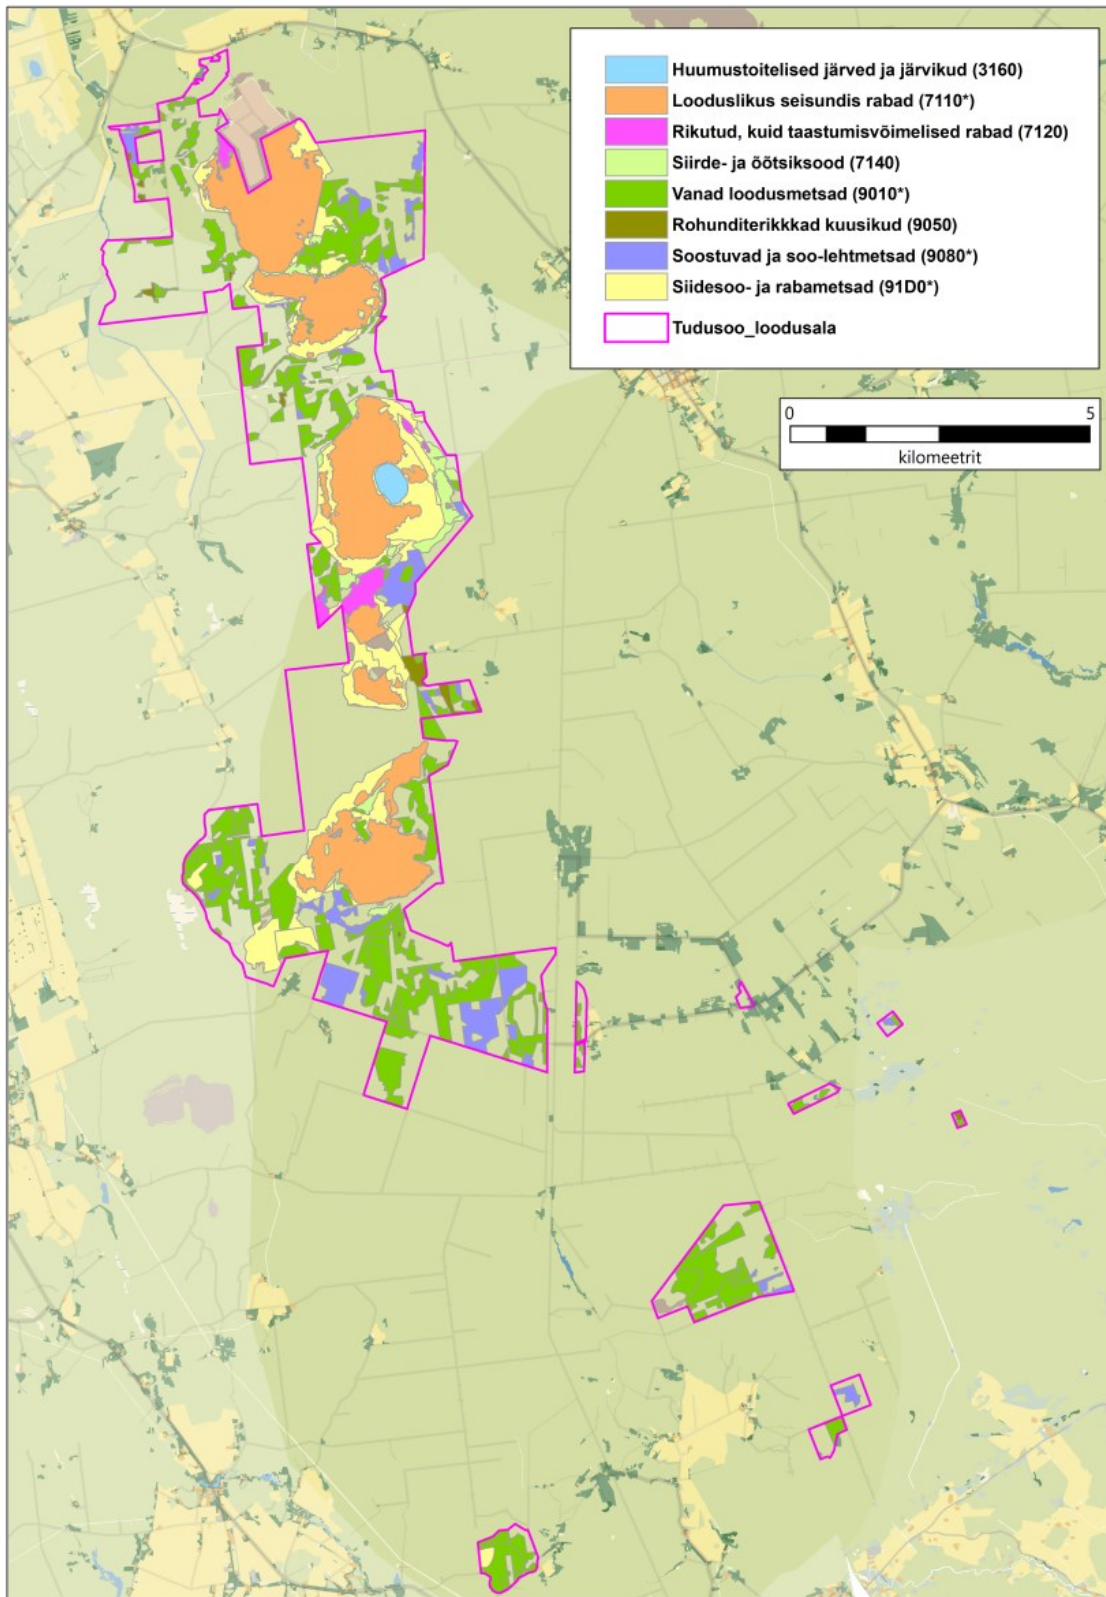 Huumustoitelised järved ja järvikud (3160)
Looduslikus seisundis rabad (7110*)
Rikutud, kuid taastumisvõimelised rabad (7120)
Siirde- ja õõtsiksood (7140)
Vanad loodusmetsad (9010*)
Rohunditerikkkad kuusikud (9050)
Soostuvad ja soo-lehtmetsad (9080*)
Siidesoo- ja rabametsad (91D0*)
Tudusoo_loodusala
0 5
kilomeetrit